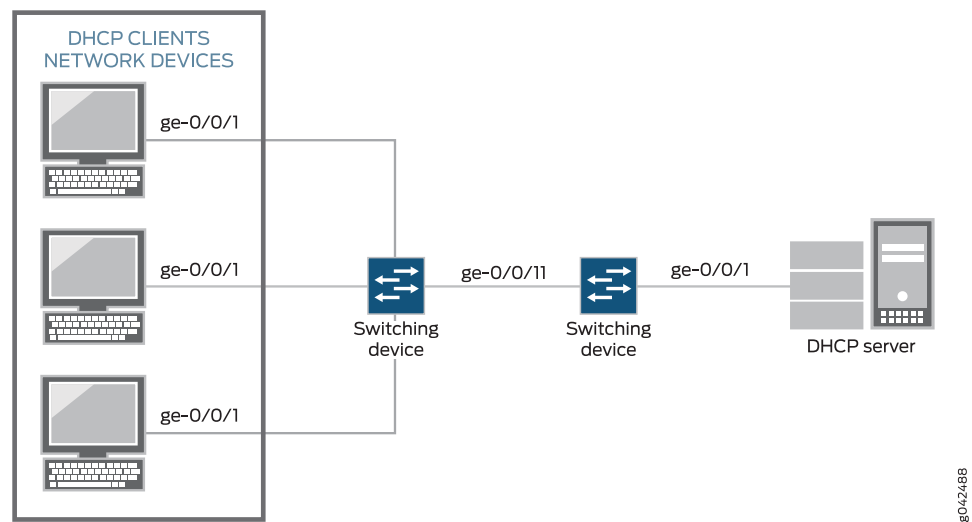 DHCP CLIENTS
NETWORK DEVICES
ge-0/0/1
ge-0/0/1
ge-0/0/11
ge-0/0/1
Switching
device
Switching
device
DHCP server
ge-0/0/1
g042488